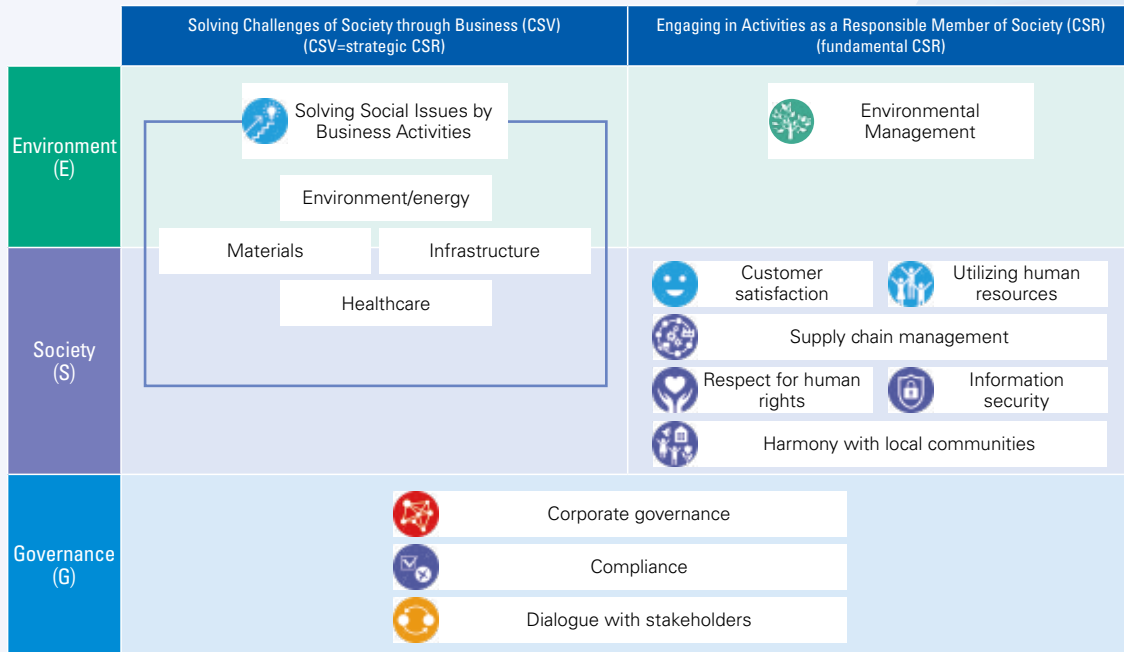 Solving Challenges of Society through Business (CSV)
(CSV=strategic CSR)
Engaging in Activities as a Responsible Member of Society (CSR)
(fundamental CSR)
Environment
(E)
Solving Social Issues by
Business Activities
Environment/energy
Materials
Infrastructure
Healthcare
Environmental
Management
Society
(S)
Customer
satisfaction
Utilizing human
resources
Supply chain management
Respect for human
rights
Information
security
Harmony with local communities
Governance
(G)
Corporate governance
Compliance
Dialogue with stakeholders